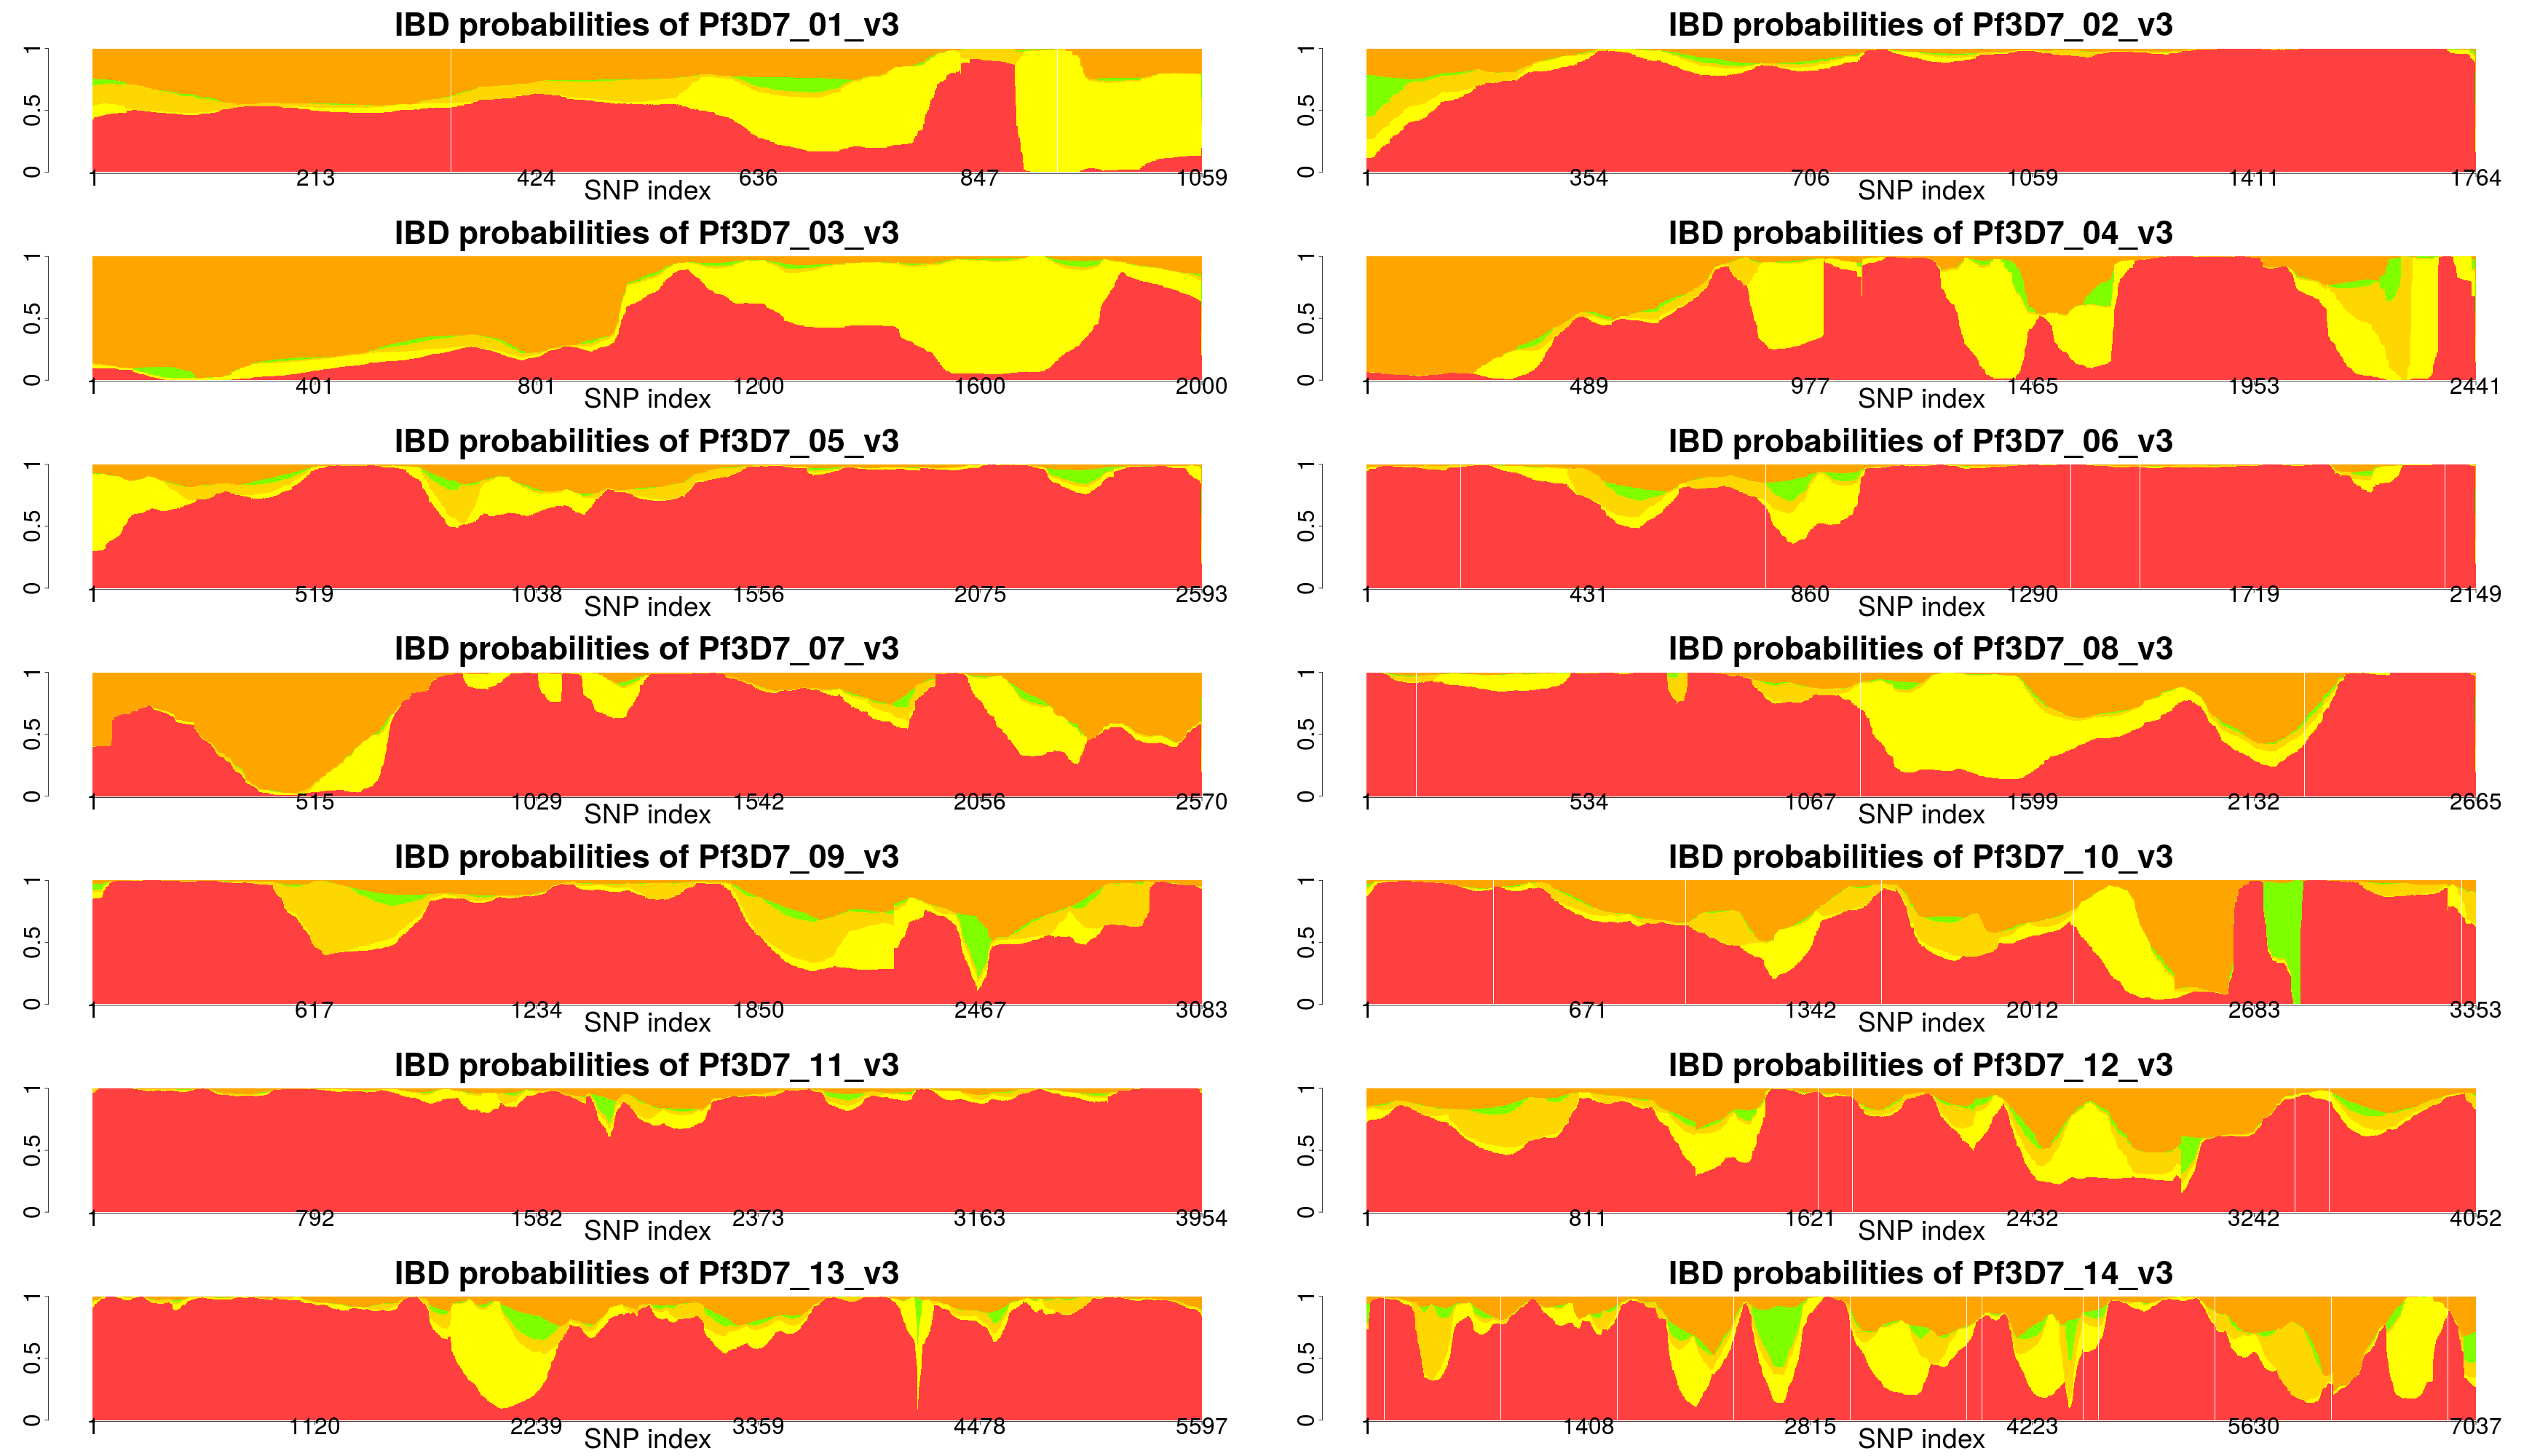 IBD probabilities of Pf3D7_01_v3
0 0.5 1
1 213 424 636 847 1059
SNP index
IBD probabilities of Pf3D7_02_v3
0 0.5 1
1 354 706 1059 1411 1764
SNP index
IBD probabilities of Pf3D7_03_v3
0 0.5 1
1 401 801 1200 1600 2000
SNP index
IBD probabilities of Pf3D7_04_v3
0 0.5 1
1 489 977 1465 1953 2441
SNP index
IBD probabilities of Pf3D7_05_v3
0 0.5 1
1 519 1038 1556 2075 2593
SNP index
IBD probabilities of Pf3D7_06_v3
0 0.5 1
1 431 860 1290 1719 2149
SNP index
IBD probabilities of Pf3D7_07_v3
0 0.5 1
1 515 1029 1542 2056 2570
SNP index
IBD probabilities of Pf3D7_08_v3
0 0.5 1
1 534 1067 1599 2132 2665
SNP index
IBD probabilities of Pf3D7_09_v3
0 0.5 1
1 617 1234 1850 2467 3083
SNP index
IBD probabilities of Pf3D7_10_v3
0 0.5 1
1 671 1342 2012 2683 3353
SNP index
IBD probabilities of Pf3D7_11_v3
0 0.5 1
1 792 1582 2373 3163 3954
SNP index
IBD probabilities of Pf3D7_12_v3
0 0.5 1
1 811 1621 2432 3242 4052
SNP index
IBD probabilities of Pf3D7_13_v3
0 0.5 1
1 1120 2239 3359 4478 5597
SNP index
IBD probabilities of Pf3D7_14_v3
0 0.5 1
1 1408 2815 4223 5630 7037
SNP index